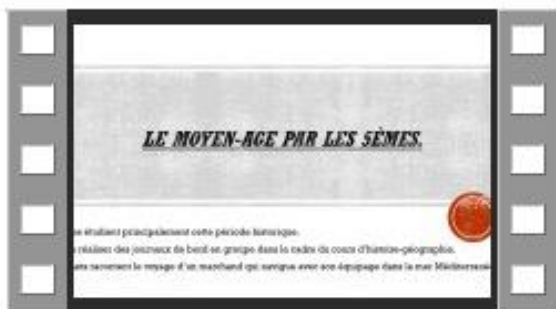 LE MOYEN-AGE PAR LES 5ÈMES.
se étudient principalement cette période historique.
réaliser des journaux de bord en groupe dans le cadre du cours d'histoire-géographie.
racontent le voyage d'un marchand qui navigue avec son équipage dans la mer Méditerrané